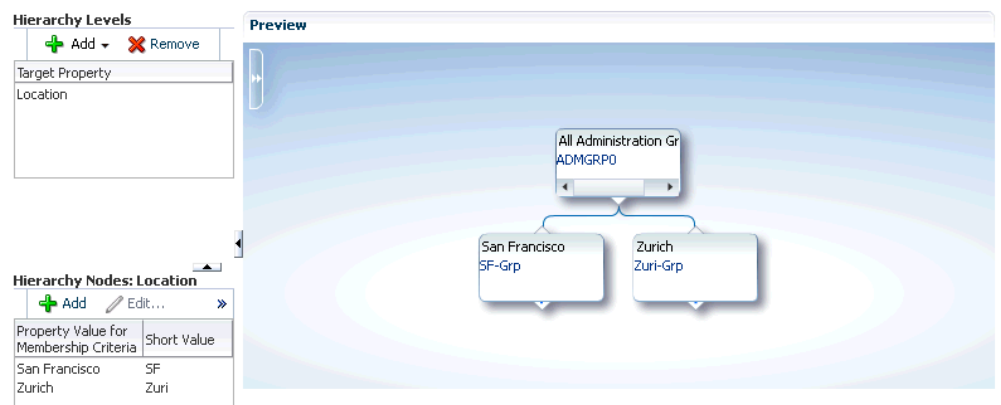 Hierarchy Levels
Add Remove
Target Property
Location
Hierarchy Nodes: Location
Add Edit... »
Property Value for Membership Criteria Short Value
San Francisco SF
Zurich Zuri
Preview
All Administration Gr
ADMGRP0
San Francisco
SF-Grp
Zurich
Zuri-Grp